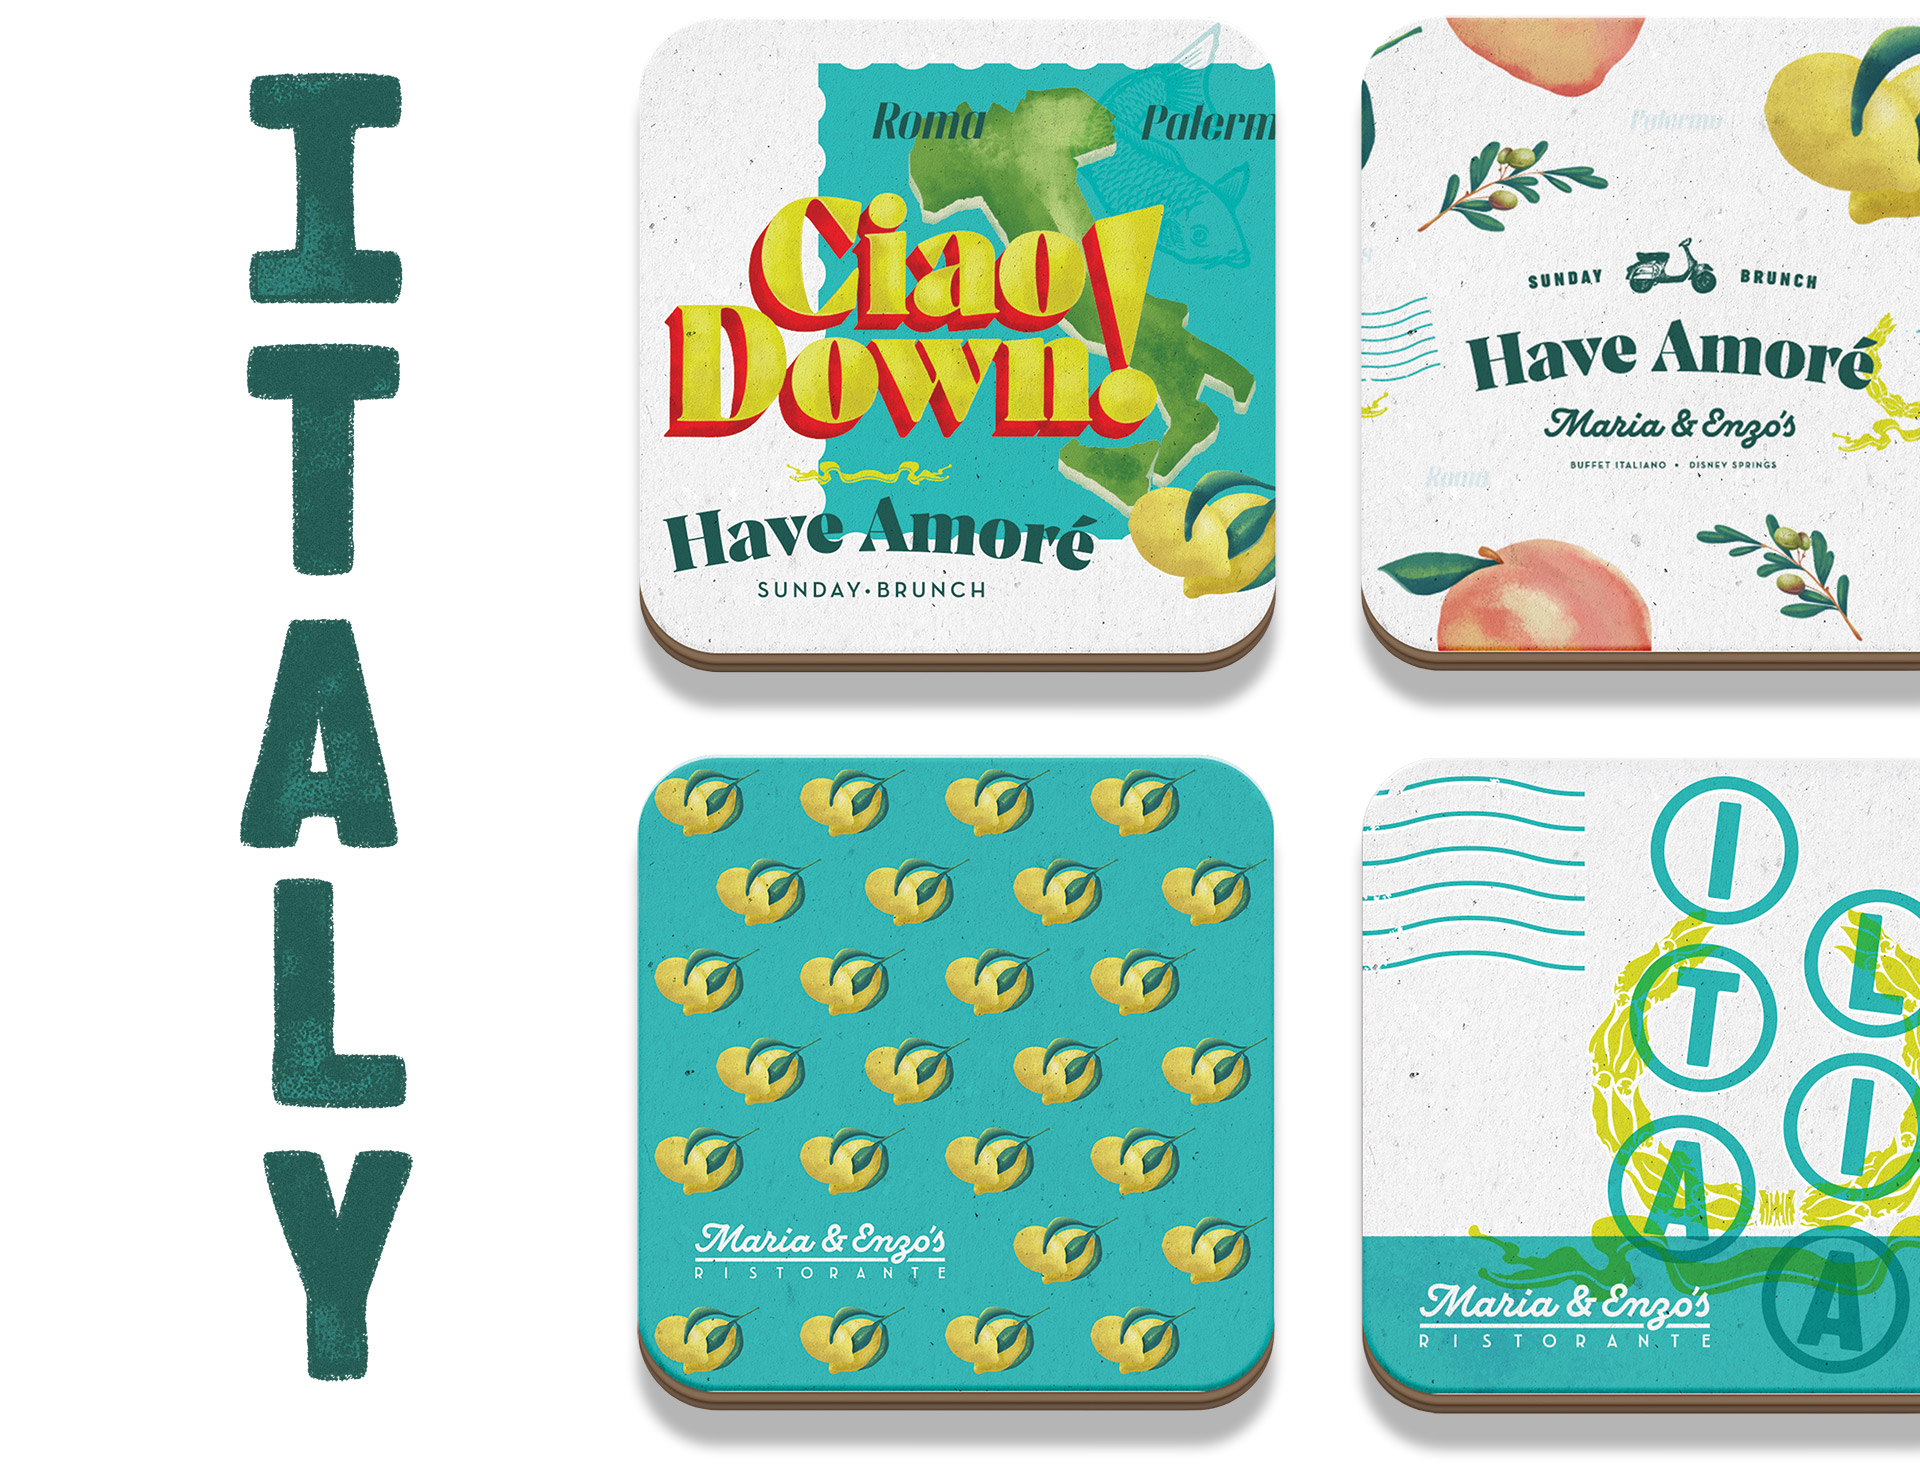 ITALY
Roma
Palerm
Ciao
Down!
Have Amoré
SUNDAY•BRUNCH
Palermo
SUNDAY BRUNCH
Have Amoré
Maria & Enzo's
BUFFET ITALIANO • DISNEY SPRINGS
Roma
Maria & Enzo's
RISTORANTE
I
T
A
L
I
A
Maria & Enzo's
RISTORANTE